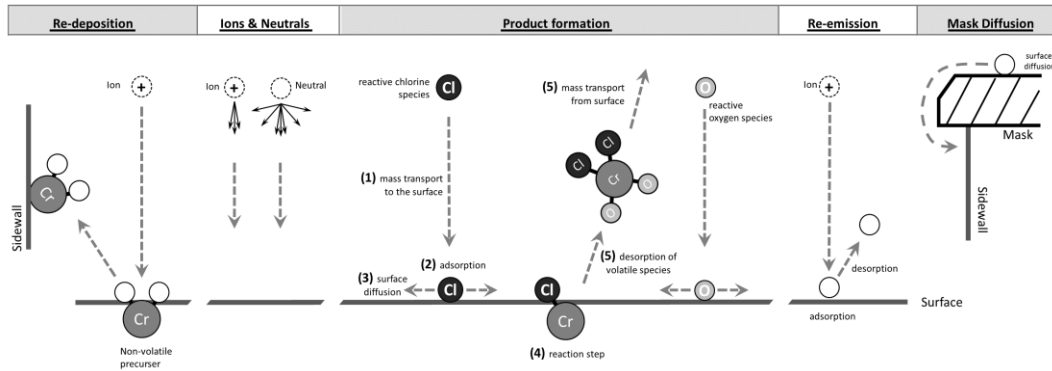 Re-deposition
Ions & Neutrals
Product formation
Re-emission
Mask Diffusion
Ion
+
Sidewall
Cr
Cr
Non-volatile
precurser
Ion
+
Neutral
reactive chlorine
species
Cl
(1) mass transport
to the surface
(2) adsorption
(3) surface
diffusion
Cl
Cl
Cr
(4) reaction step
(5) mass transport
from surface
Cl
Cl
Cr
O
O
(5) desorption of
volatile species
O
reactive
oxygen species
O
Ion
+
desorption
adsorption
Surface
surface
diffusion
Mask
Sidewall